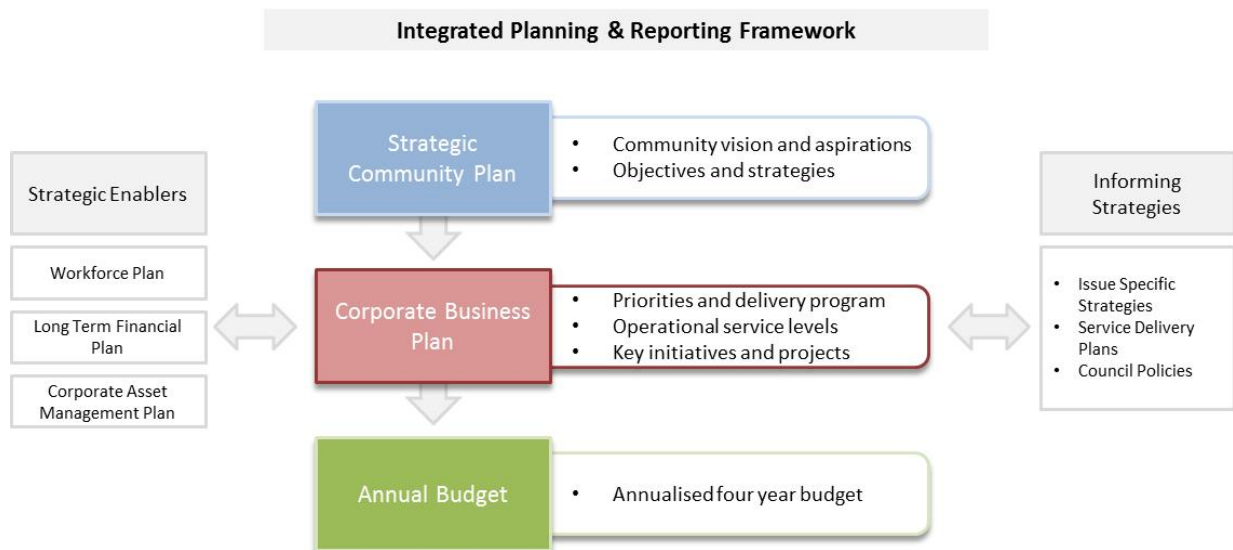 Integrated Planning & Reporting Framework
Strategic
Community Plan
• Community vision and aspirations
• Objectives and strategies
Strategic Enablers
Workforce Plan
Long Term Financial
Plan
Corporate Asset
Management Plan
Corporate Business
Plan
• Priorities and delivery program
• Operational service levels
• Key initiatives and projects
Informing
Strategies
• Issue Specific
Strategies
• Service Delivery
Plans
• Council Policies
Annual Budget
• Annualised four year budget